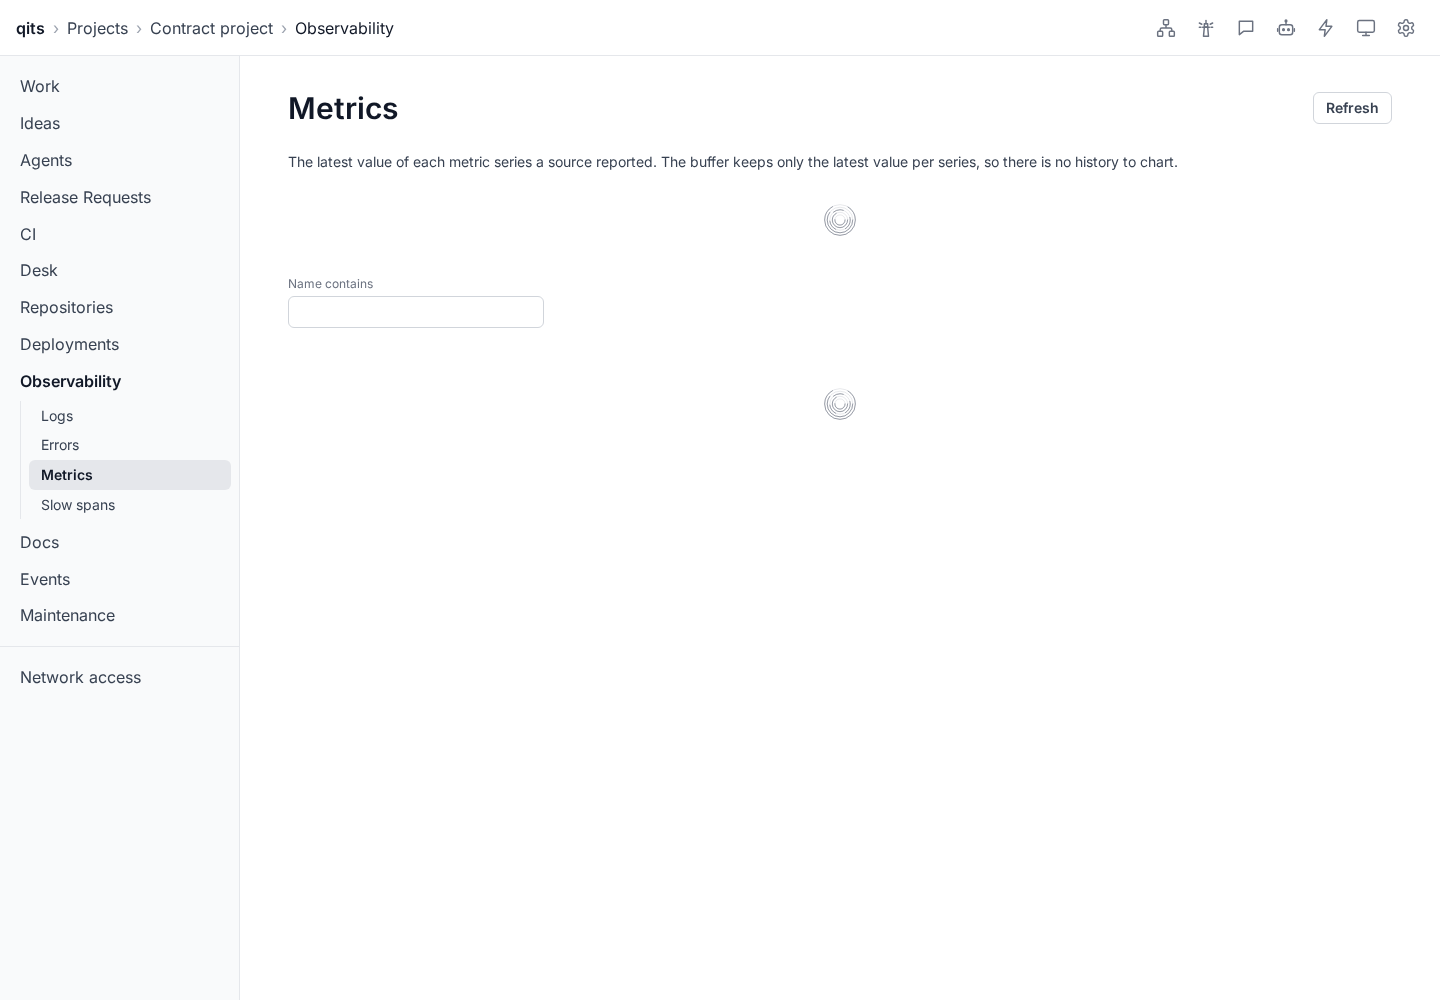 qits › Projects › Contract project › Observability
Work
Ideas
Agents
Release Requests
CI
Desk
Repositories
Deployments
Observability
Logs
Errors
Metrics
Slow spans
Docs
Events
Maintenance
Network access
Metrics
Refresh
The latest value of each metric series a source reported. The buffer keeps only the latest value per series, so there is no history to chart.
Name contains